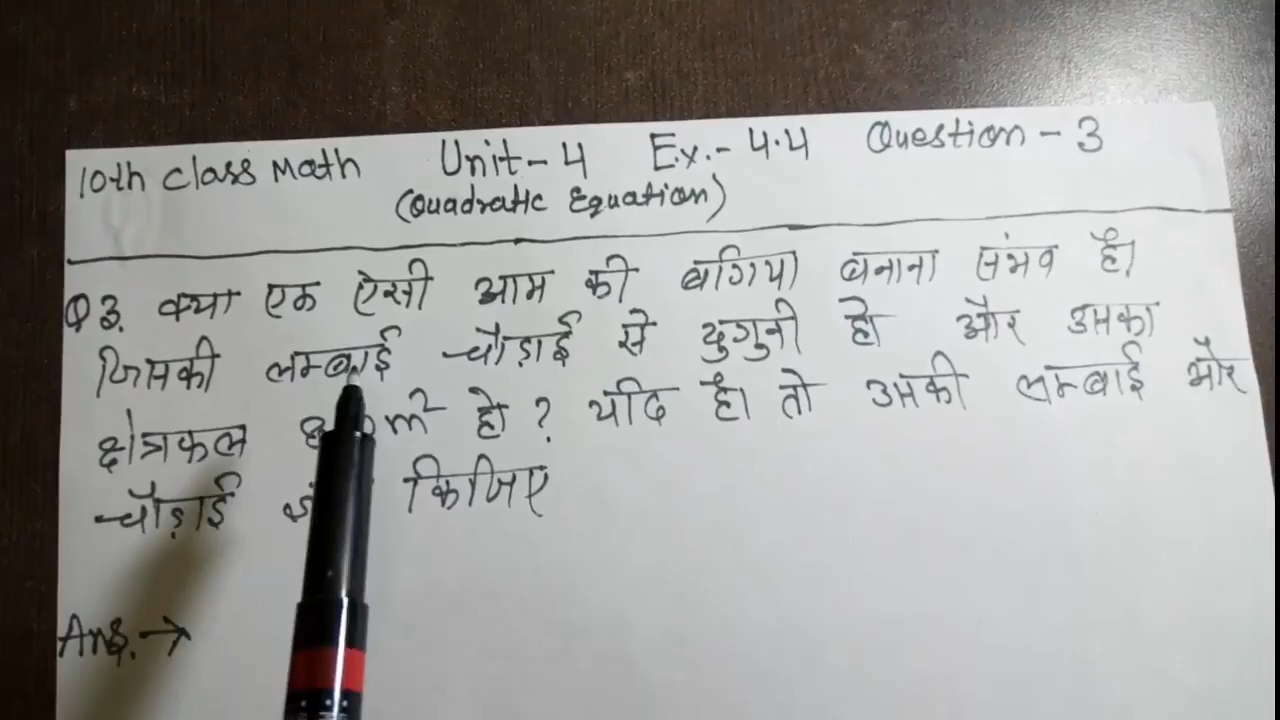 10th class Math Unit-4 Ex.-4.4 Question-3
(Quadratic Equation)
Q3. क्या एक ऐसी आम की बगिया बनाना संभव है।
जिसकी लम्बाई चौड़ाई से दुगुनी हो और उसका
क्षेत्रफल m² हो? यदि है। तो उसकी लम्बाई और
चौड़ाई किजिए
Ans.→